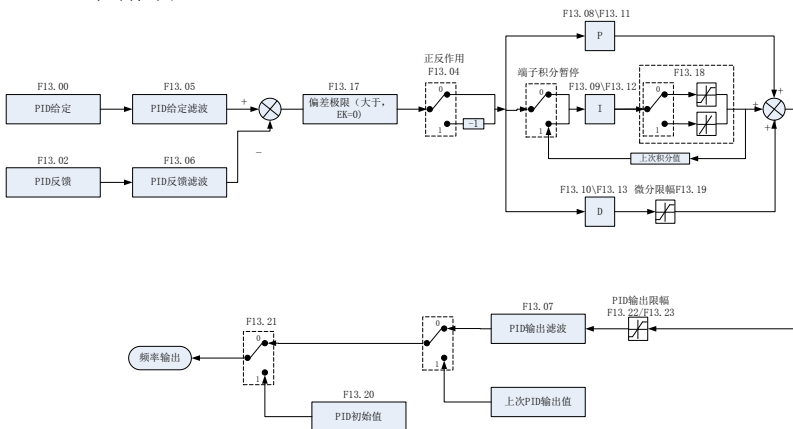 F13.08\F13.11
P
正反作用
F13.04
端子积分暂停
F13.18
F13.00
F13.05
F13.17
F13.09\F13.12
PID给定
PID给定滤波
+
偏差极限（大于，
EK=0）
0
1
-1
0
1
I
0
1
+
+
+
上次积分值
−
F13.02
F13.06
PID反馈
PID反馈滤波
F13.10\F13.13
微分限幅F13.19
D
F13.21
F13.07
PID输出限幅
F13.22/F13.23
频率输出
0
1
0
1
PID输出滤波
F13.20
PID初始值
上次PID输出值